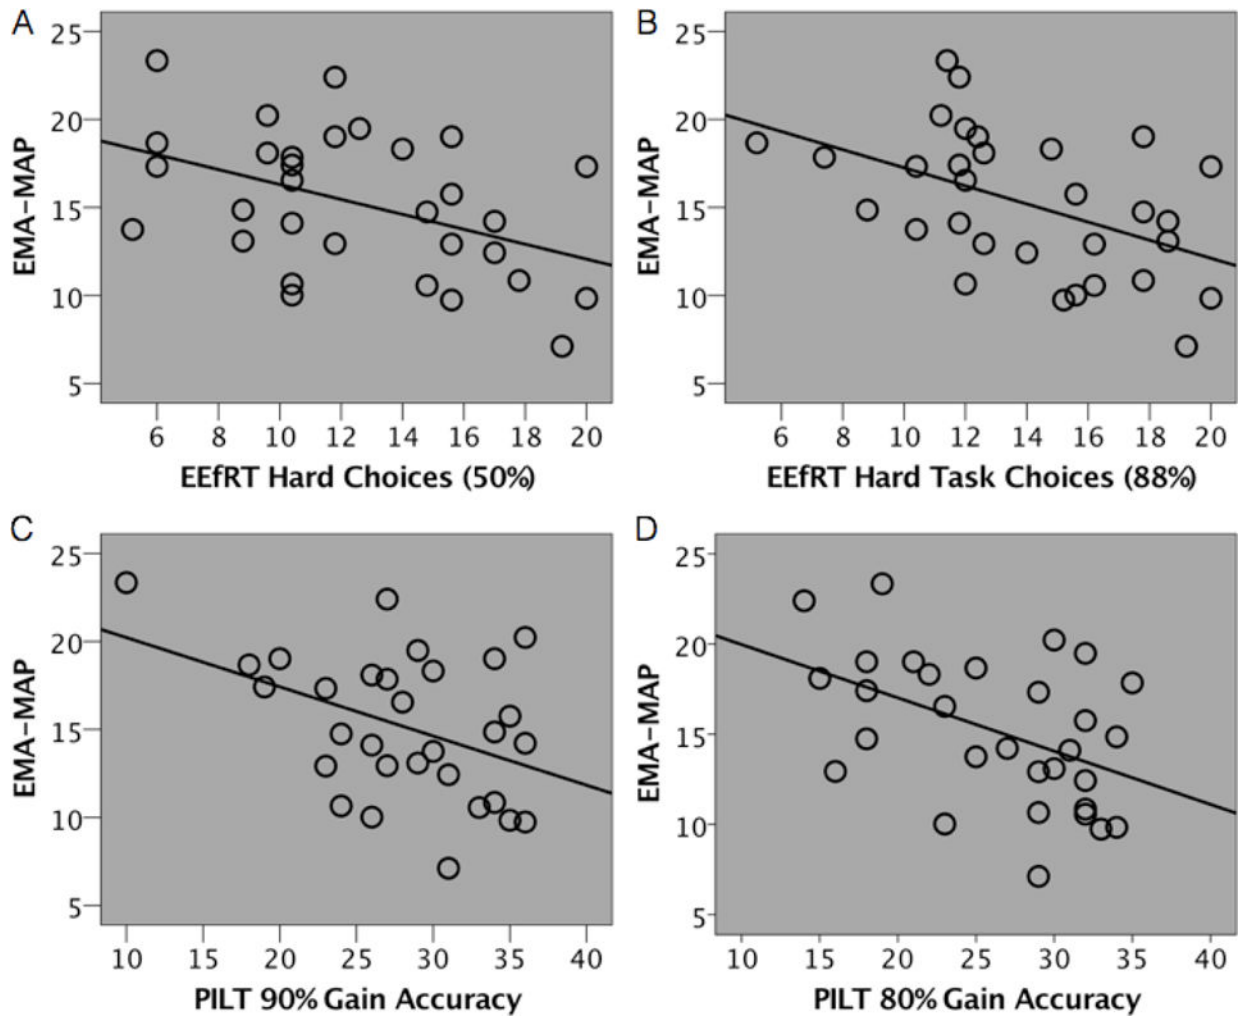 A
EMA-MAP
25
20
15
10
5
6 8 10 12 14 16 18 20
EEfRT Hard Choices (50%)
B
EMA-MAP
25
20
15
10
5
6 8 10 12 14 16 18 20
EEfRT Hard Task Choices (88%)
C
EMA-MAP
25
20
15
10
5
10 15 20 25 30 35 40
PILT 90% Gain Accuracy
D
EMA-MAP
25
20
15
10
5
10 15 20 25 30 35 40
PILT 80% Gain Accuracy